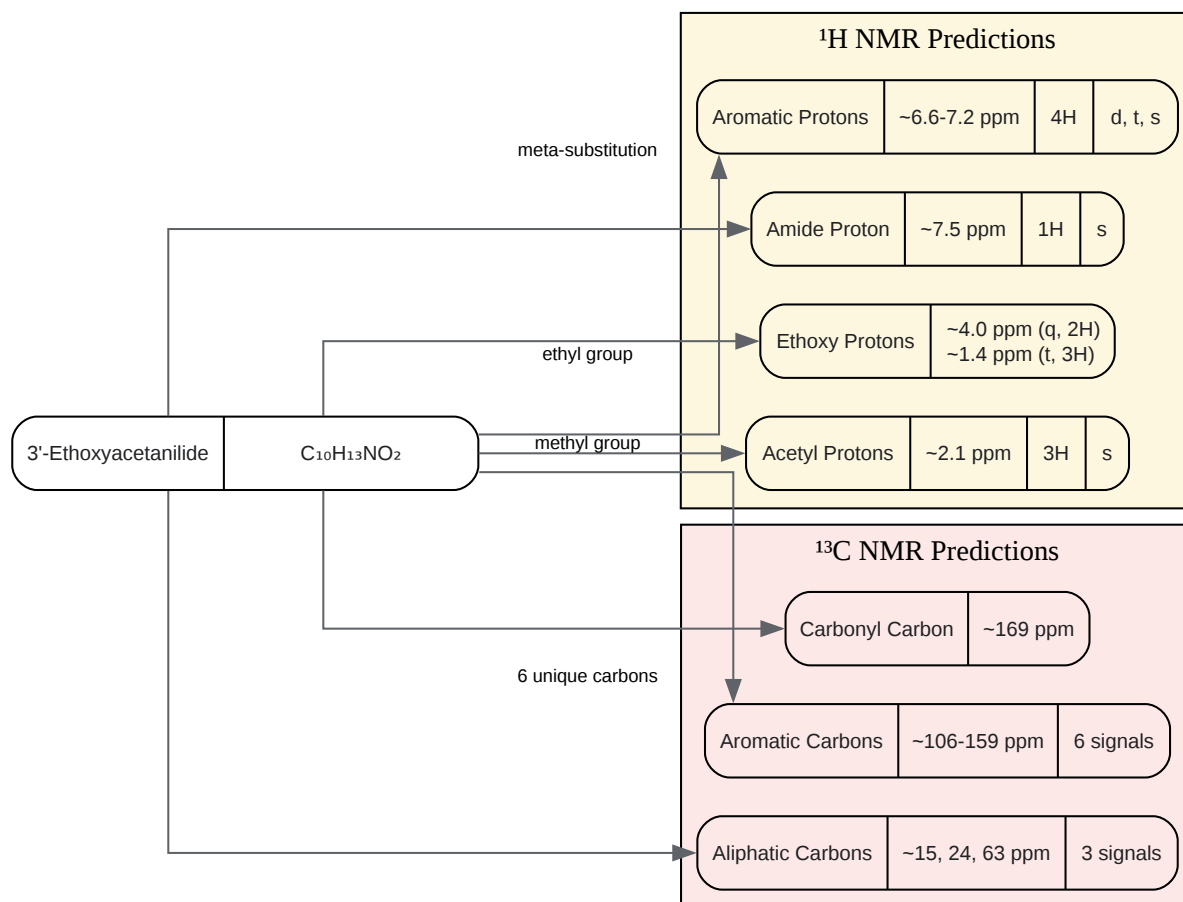 ¹H NMR Predictions
Aromatic Protons
~6.6-7.2 ppm
4H
d, t, s
meta-substitution
Amide Proton
~7.5 ppm
1H
s
Ethoxy Protons
~4.0 ppm (q, 2H)
~1.4 ppm (t, 3H)
ethyl group
3'-Ethoxyacetanilide
C₁₀H₁₃NO₂
methyl group
Acetyl Protons
~2.1 ppm
3H
s
¹³C NMR Predictions
Carbonyl Carbon
~169 ppm
6 unique carbons
Aromatic Carbons
~106-159 ppm
6 signals
Aliphatic Carbons
~15, 24, 63 ppm
3 signals